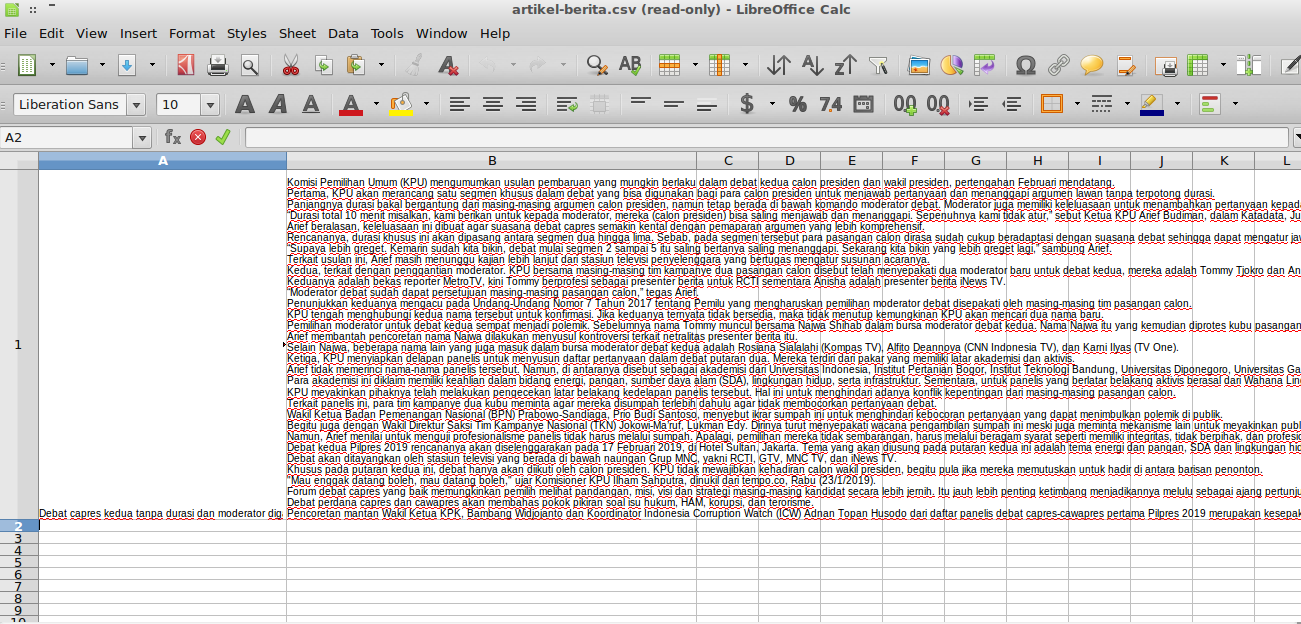 artikel-berita.csv (read-only) - LibreOffice Calc
File Edit View Insert Format Styles Sheet Data Tools Window Help
Liberation Sans 10
A2
A B C D E F G H I J K L
Komisi Pemilihan Umum (KPU) mengumumkan usulan pembaruan yang mungkin berlaku dalam debat kedua calon presiden dan wakil presiden, pertengahan Februari mendatang.
Pertama, KPU akan merancang satu segmen khusus dalam debat yang bisa digunakan bagi para calon presiden untuk menjawab pertanyaan dan menanggapi argumen lawan tanpa terpotong durasi.
Panjangnya durasi bakal bergantung dari masing-masing argumen calon presiden, namun tetap berada di bawah komando moderator debat. Moderator juga memiliki keleluasaan untuk menambahkan pertanyaan kepad
"Durasi total 10 menit misalkan, kami berikan untuk kepada moderator, mereka (calon presiden) bisa saling menjawab dan menanggapi. Sepenuhnya kami tidak atur," sebut Ketua KPU Arief Budiman, dalam Katadata, Ju
Arief beralasan, keleluasaan ini dibuat agar suasana debat capres semakin kental dengan pemaparan argumen yang lebih komprehensif.
Rencananya, durasi khusus ini akan dipasang antara segmen dua hingga lima. Sebab, pada segmen tersebut para pasangan calon dirasa sudah cukup beradaptasi dengan suasana debat sehingga dapat mengatur jaw
"Supaya lebih greget. Kemarin sudah kita bikin, debat mulai segmen 2 sampai 5 itu saling bertanya saling menanggapi. Sekarang kita bikin yang lebih greget lagi," sambung Arief.
Terkait usulan ini, Arief masih menunggu kajian lebih lanjut dari stasiun televisi penyelenggara yang bertugas mengatur susunan acaranya.
Kedua, terkait dengan penggantian moderator. KPU bersama masing-masing tim kampanye dua pasangan calon disebut telah menyepakati dua moderator baru untuk debat kedua, mereka adalah Tommy Tjokro dan An
Keduanya adalah bekas reporter MetroTV, kini Tommy berprofesi sebagai presenter berita untuk RCTI sementara Anisha adalah presenter berita iNews TV.
"Moderator debat sudah dapat persetujuan masing-masing pasangan calon," tegas Arief.
Penunjukkan keduanya mengacu pada Undang-Undang Nomor 7 Tahun 2017 tentang Pemilu yang mengharuskan pemilihan moderator debat disepakati oleh masing-masing tim pasangan calon.
KPU tengah menghubungi kedua nama tersebut untuk konfirmasi. Jika keduanya ternyata tidak bersedia, maka tidak menutup kemungkinan KPU akan mencari dua nama baru.
Pemilihan moderator untuk debat kedua sempat menjadi polemik. Sebelumnya nama Tommy muncul bersama Najwa Shihab dalam bursa moderator debat kedua. Nama Najwa itu yang kemudian diprotes kubu pasangan
Arief membantah pencoretan nama Najwa dilakukan menyusul kontroversi terkait netralitas presenter berita itu.
1 Selain Najwa, beberapa nama lain yang juga masuk dalam bursa moderator debat kedua adalah Rosiana Silalahi (Kompas TV), Alfito Deannova (CNN Indonesia TV), dan Karni Ilyas (TV One).
Ketiga, KPU menyiapkan delapan panelis untuk menyusun daftar pertanyaan dalam debat putaran dua. Mereka terdiri dari pakar yang memiliki latar akademisi dan aktivis.
Arief tidak memerinci nama-nama panelis tersebut. Namun, di antaranya disebut sebagai akademisi dari Universitas Indonesia, Institut Pertanian Bogor, Institut Teknologi Bandung, Universitas Diponegoro, Universitas Ga
Para akademisi ini diklaim memiliki keahlian dalam bidang energi, pangan, sumber daya alam (SDA), lingkungan hidup, serta infrastruktur. Sementara, untuk panelis yang berlatar belakang aktivis berasal dari Wahana Lin
KPU meyakinkan pihaknya telah melakukan pengecekan latar belakang kedelapan panelis tersebut. Hal ini untuk menghindari adanya konflik kepentingan dari masing-masing pasangan calon.
Terkait panelis ini, para tim kampanye dua kubu meminta agar mereka disumpah terlebih dahulu agar tidak membocorkan pertanyaan debat.
Wakil Ketua Badan Pemenangan Nasional (BPN) Prabowo-Sandiaga, Prio Budi Santoso, menyebut ikrar sumpah ini untuk menghindari kebocoran pertanyaan yang dapat menimbulkan polemik di publik.
Begitu juga dengan Wakil Direktur Saksi Tim Kampanye Nasional (TKN) Jokowi-Ma'ruf, Lukman Edy. Dirinya turut menyepakati wacana pengambilan sumpah ini meski juga meminta mekanisme lain untuk meyakinkan publ
Namun, Arief menilai untuk menguji profesionalisme panelis tidak harus melalui sumpah. Apalagi, pemilihan mereka tidak sembarangan, harus melalui beragam syarat seperti memiliki integritas, tidak berpihak, dan profesio
Debat kedua Pilpres 2019 rencananya akan diselenggarakan pada 17 Februari 2019, di Hotel Sultan, Jakarta. Tema yang akan diusung pada putaran kedua ini adalah tema energi dan pangan, SDA dan lingkungan hid
Debat akan ditayangkan oleh stasiun televisi yang berada di bawah naungan Grup MNC, yakni RCTI, GTV, MNC TV, dan iNews TV.
Khusus pada putaran kedua ini, debat hanya akan diikuti oleh calon presiden. KPU tidak mewajibkan kehadiran calon wakil presiden, begitu pula jika mereka memutuskan untuk hadir di antara barisan penonton.
"Mau enggak datang boleh, mau datang boleh," ujar Komisioner KPU Ilham Sahputra, dinukil dari tempo.co, Rabu (23/1/2019).
Forum debat capres yang baik memungkinkan pemilih melihat pandangan, misi, visi dan strategi masing-masing kandidat secara lebih jernih. Itu jauh lebih penting ketimbang menjadikannya melulu sebagai ajang pertunju
Debat perdana capres dan cawapres akan membahas pokok pikiran soal isu hukum, HAM, korupsi, dan terorisme.
Debat capres kedua tanpa durasi dan moderator dig Pencoretan mantan Wakil Ketua KPK, Bambang Widjojanto dan Koordinator Indonesia Corruption Watch (ICW) Adnan Topan Husodo dari daftar panelis debat capres-cawapres pertama Pilpres 2019 merupakan kesepak
2
3
4
5
6
7
8
9
10